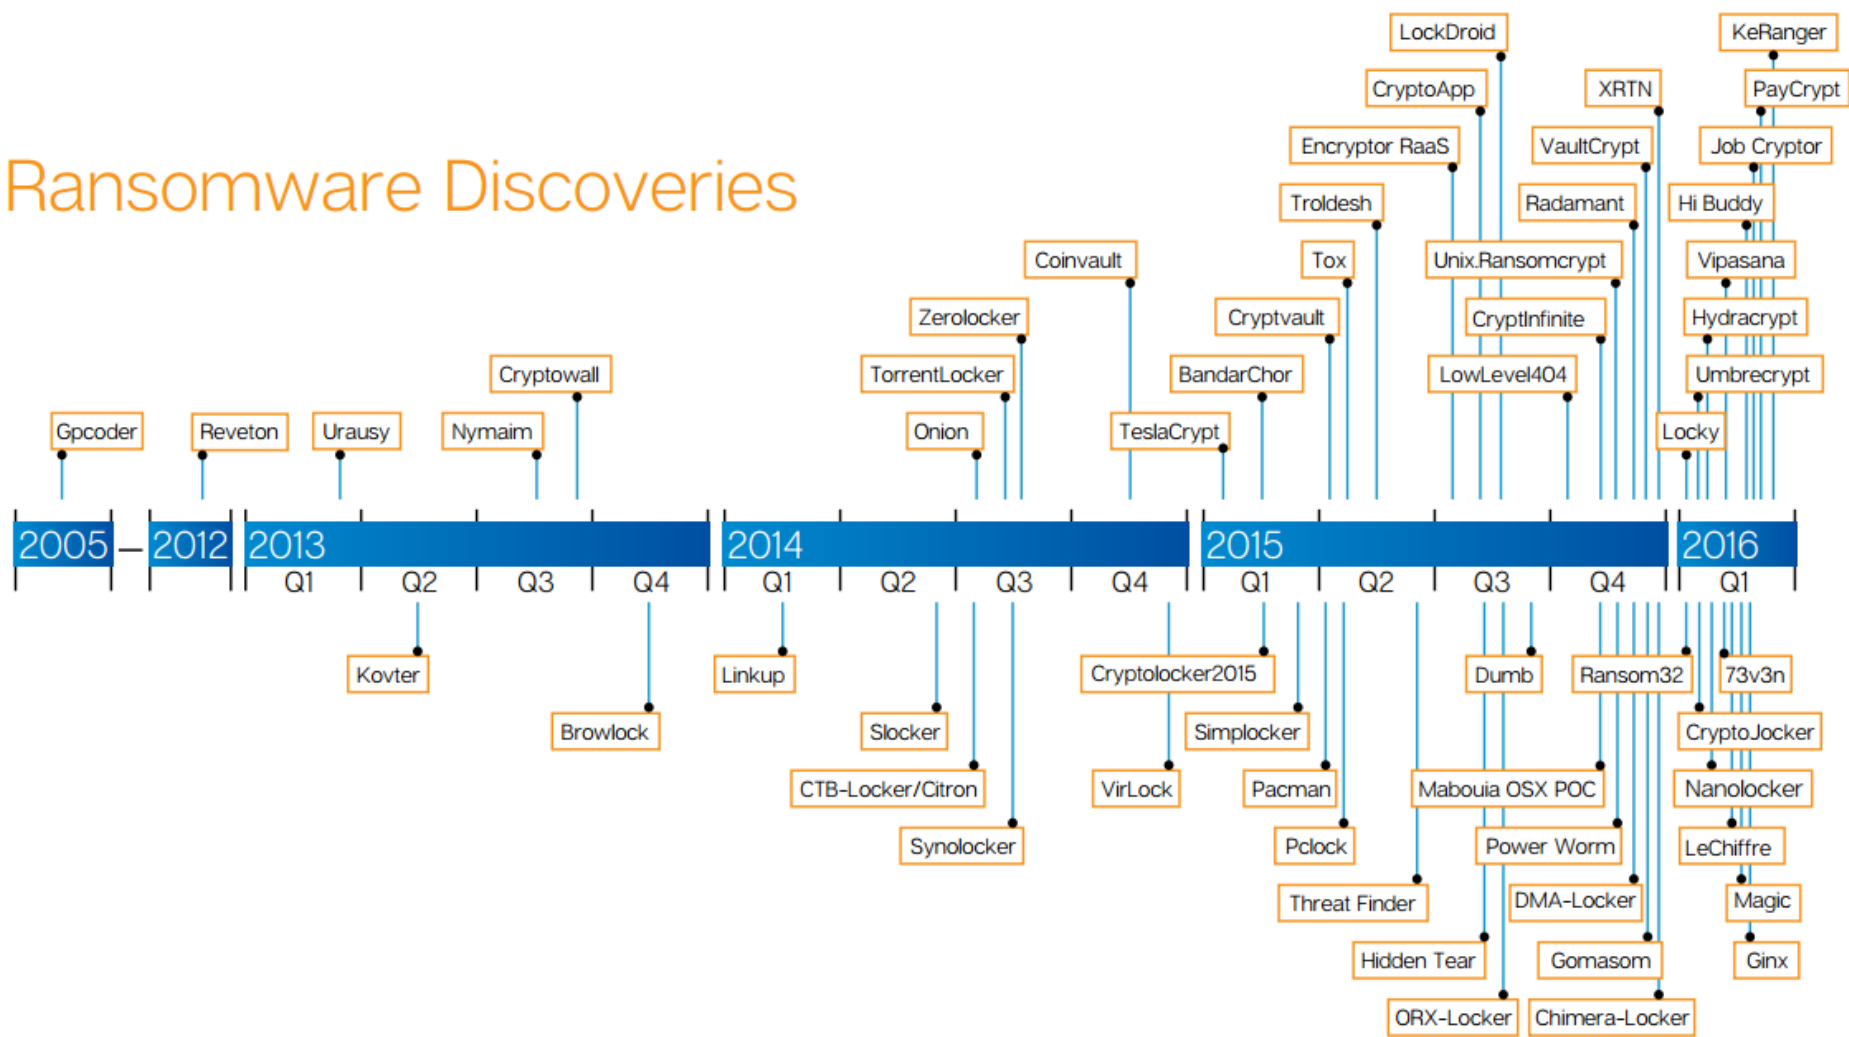 LockDroid
KeRanger
CryptoApp
XRTN
PayCrypt
Encryptor RaaS
VaultCrypt
Job Cryptor
Ransomware Discoveries
Troldesh
Radamant
Hi Buddy
Coinvault
Tox
Unix.Ransomcrypt
Vipasana
Zerolocker
Cryptvault
CryptInfinite
Hydracrypt
Cryptowall
TorrentLocker
BandarChor
LowLevel404
Umbrecrypt
Gpcoder
Reveton
Urausy
Nymaim
Onion
TeslaCrypt
Locky
2005
2012
2013
2014
2015
2016
Q1
Q2
Q3
Q4
Q1
Q2
Q3
Q4
Q1
Q2
Q3
Q4
Q1
Kovter
Linkup
Cryptolocker2015
Dumb
Ransom32
73v3n
Browlock
Slocker
Simplocker
CryptoJocker
CTB-Locker/Citron
VirLock
Pacman
Mabouia OSX POC
Nanolocker
Synolocker
Pclock
Power Worm
LeChiffre
Threat Finder
DMA-Locker
Magic
Hidden Tear
Gomasom
Ginx
ORX-Locker
Chimera-Locker